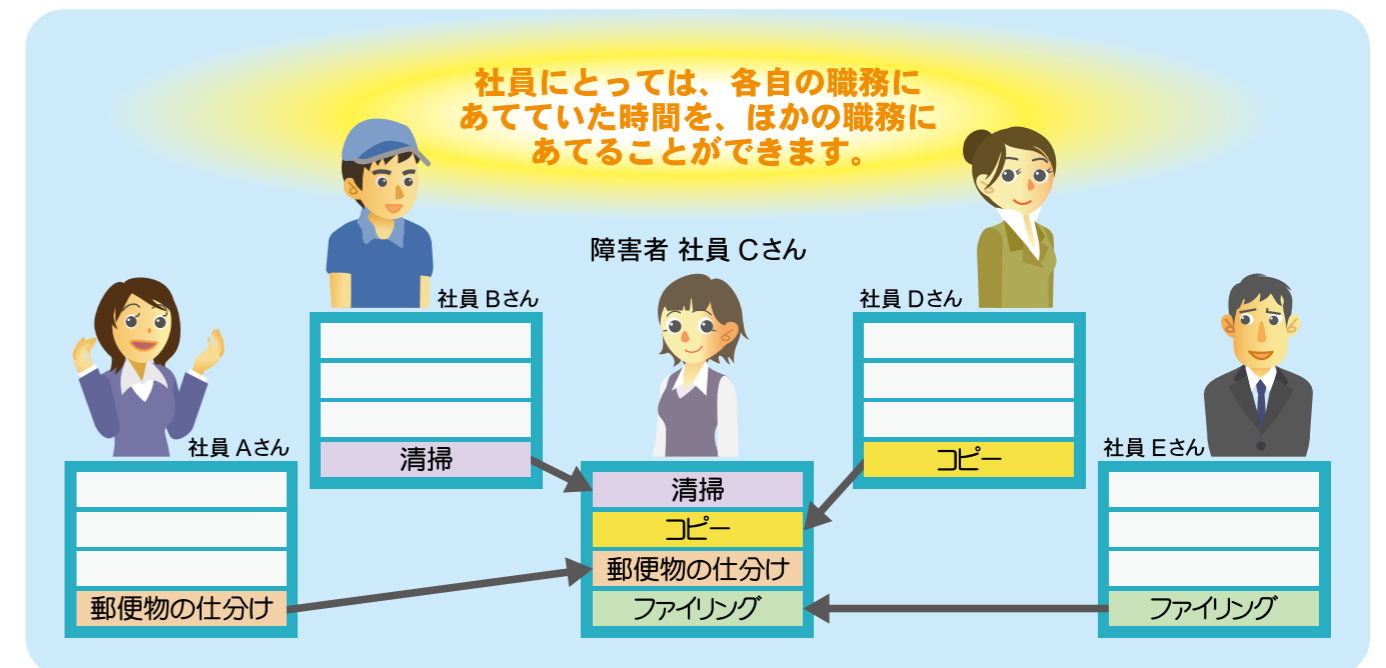 社員にとっては、各自の職務に
あてていた時間を、ほかの職務に
あてることができます。
障害者 社員 Cさん
社員 Bさん
社員 Dさん
社員 Aさん
社員 Eさん
清掃
コピー
郵便物の仕分け
清掃
コピー
郵便物の仕分け
ファイリング
ファイリング